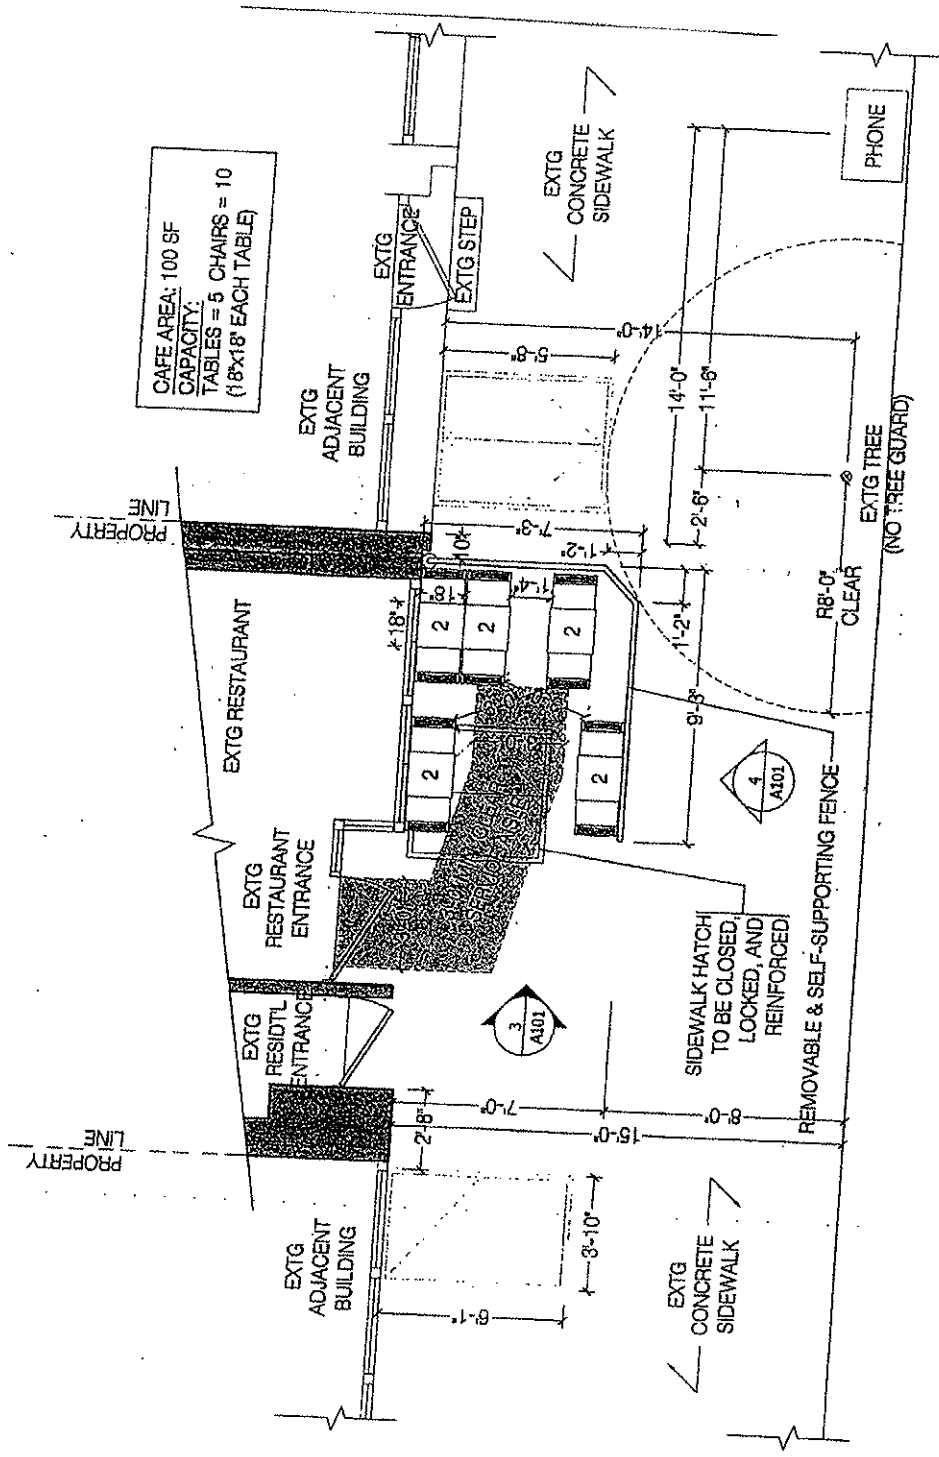 CAFE AREA: 100 SF
CAPACITY:
TABLES = 5 CHAIRS = 10
(18"X18" EACH TABLE)
PROPERTY
LINE
PROPERTY
LINE
EXTG
ADJACENT
BUILDING
EXTG
RESIDT'L
ENTRANCE
EXTG
RESTAURANT
ENTRANCE
EXTG RESTAURANT
EXTG
ADJACENT
BUILDING
EXTG
ENTRANCE
EXTG STEP
6'-1"
3'-10"
2'-8"
7'-0"
15'-0"
8'-0"
3
A101
4
A101
2
2
2
2
2
18"
18"
10"
1'-4"
7'-3"
1'-2"
1'-2"
9'-3"
5'-8"
14'-0"
14'-0"
11'-6"
2'-6"
R8'-0"
CLEAR
EXTG TREE
(NO TREE GUARD)
PHONE
EXTG
CONCRETE
SIDEWALK
EXTG
CONCRETE
SIDEWALK
SIDEWALK HATCH
TO BE CLOSED,
LOCKED, AND
REINFORCED
REMOVABLE & SELF-SUPPORTING FENCE